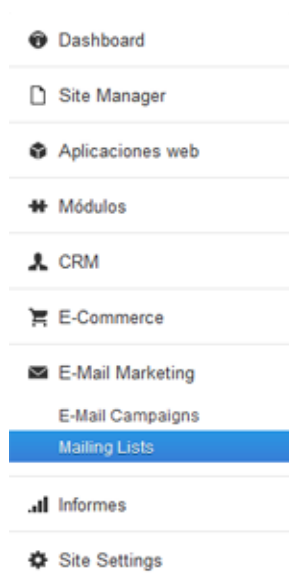 Dashboard
Site Manager
Aplicaciones web
Módulos
CRM
E-Commerce
E-Mail Marketing
E-Mail Campaigns
Mailing Lists
Informes
Site Settings